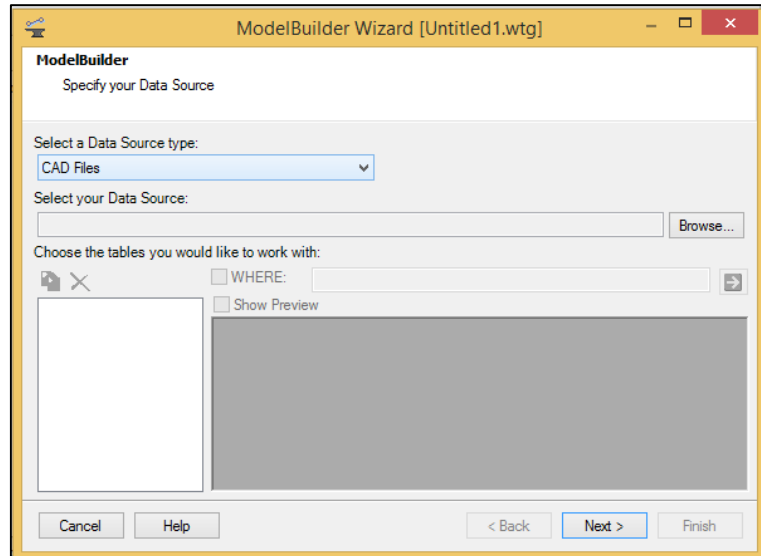 ModelBuilder Wizard [Untitled1.wtg]
ModelBuilder
Specify your Data Source
Select a Data Source type:
CAD Files
Select your Data Source:
Browse...
Choose the tables you would like to work with:
WHERE:
Show Preview
Cancel Help < Back Next > Finish